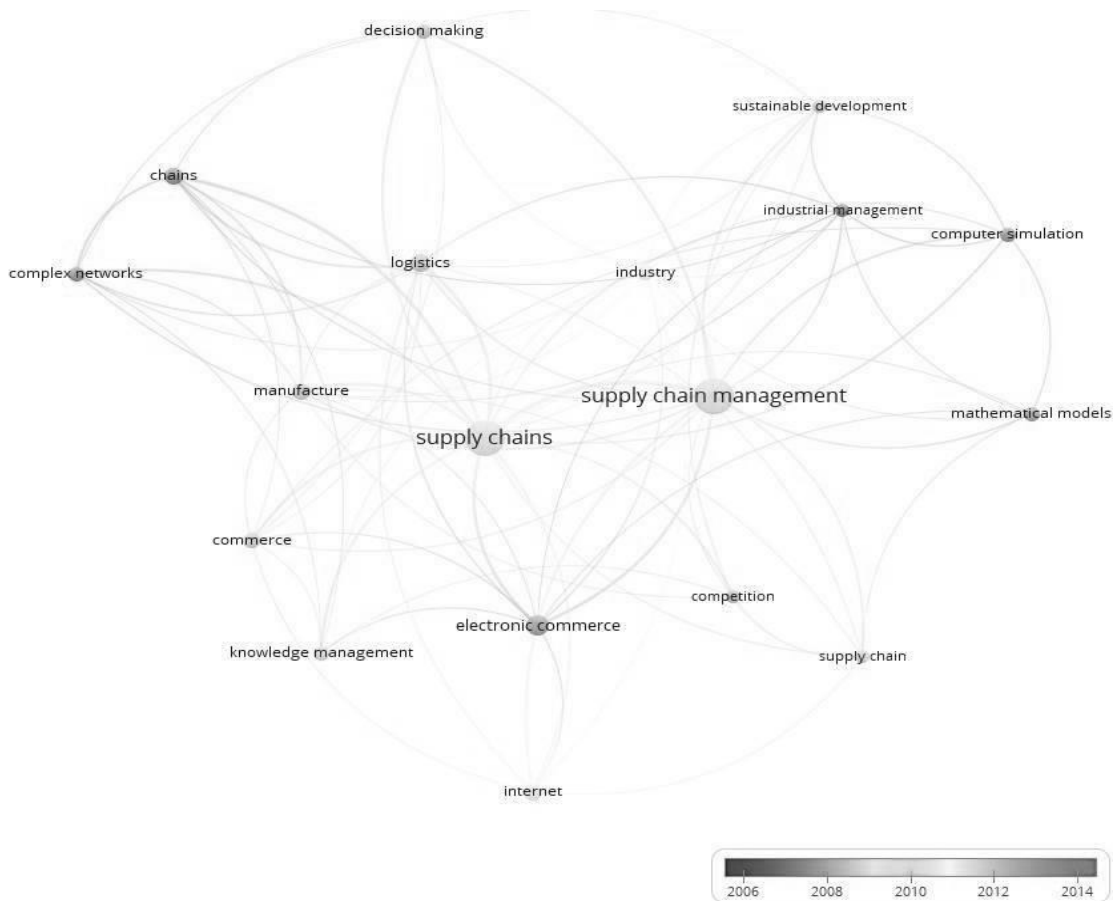 decision making
sustainable development
chains
industrial management
computer simulation
logistics
industry
complex networks
manufacture
supply chain management
mathematical models
supply chains
commerce
competition
electronic commerce
knowledge management
supply chain
internet
2006 2008 2010 2012 2014